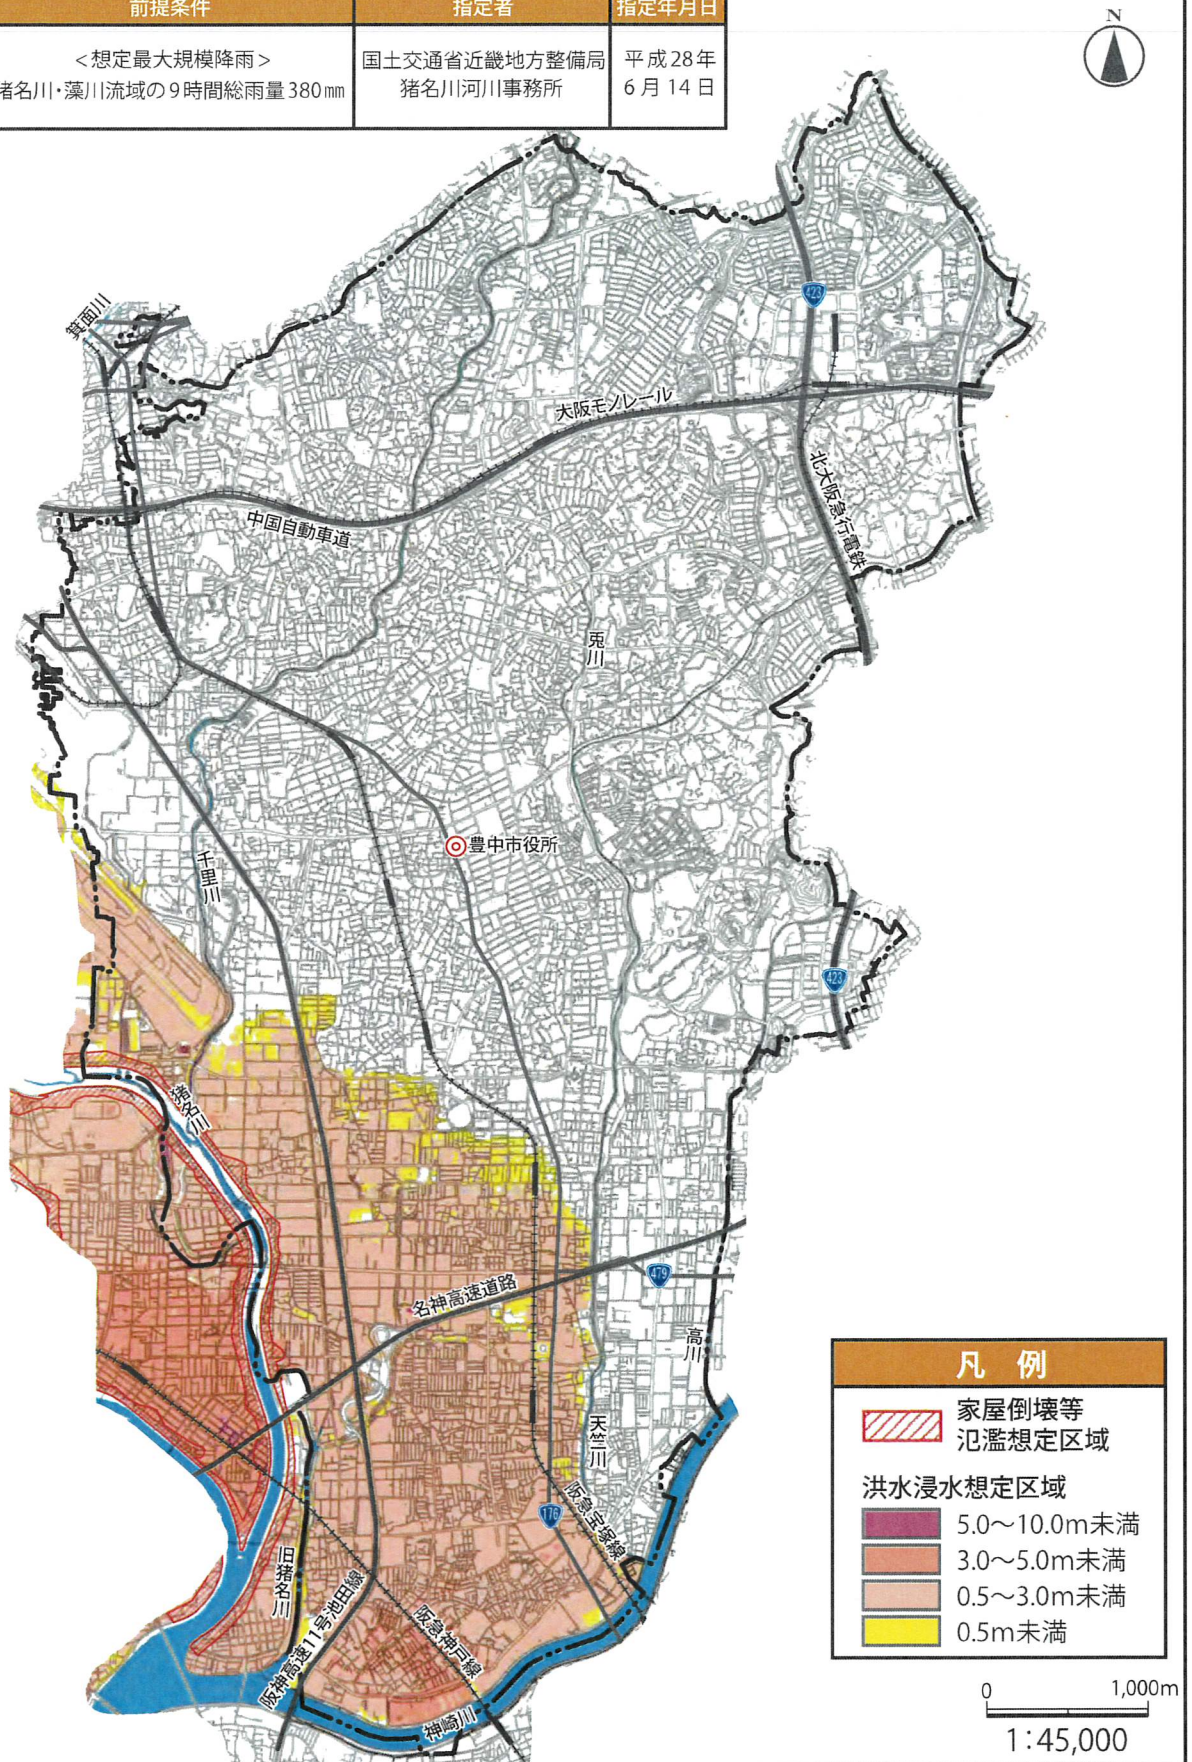 前提条件
指定者
指定年月日
<想定最大規模降雨>
猪名川・藻川流域の9時間総雨量380㎜
国土交通省近畿地方整備局
猪名川河川事務所
平成28年
6月14日
N
箕面川
423
大阪モノレール
北大阪急行電鉄
中国自動車道
兎川
豊中市役所
千里川
423
猪名川
479
名神高速道路
高川
天竺川
176
阪急宝塚線
旧猪名川
阪神高速11号池田線
阪急神戸線
神崎川
凡例
家屋倒壊等
氾濫想定区域
洪水浸水想定区域
5.0～10.0m未満
3.0～5.0m未満
0.5～3.0m未満
0.5m未満
0 1,000m
1:45,000